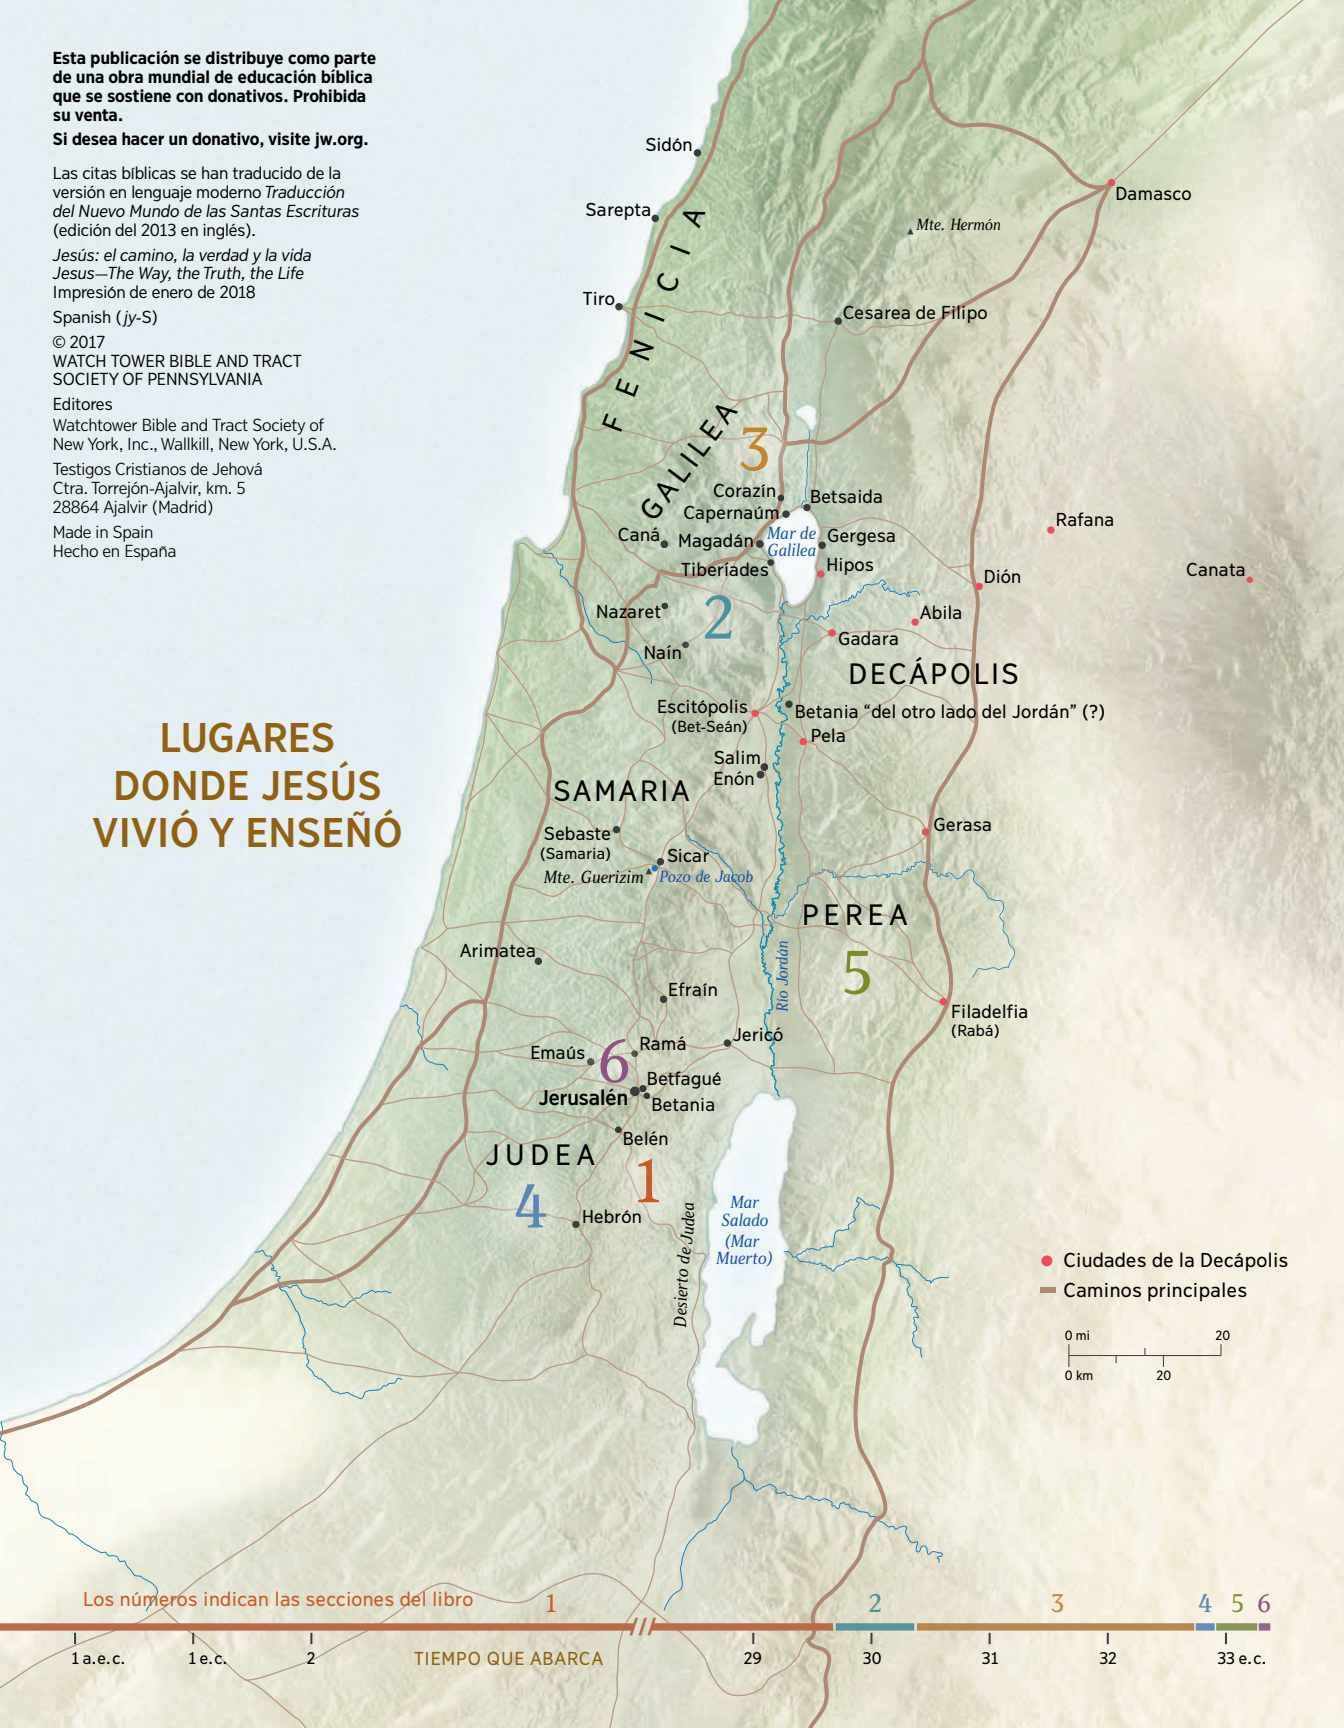 Esta publicación se distribuye como parte
de una obra mundial de educación bíblica
que se sostiene con donativos. Prohibida
su venta.
Si desea hacer un donativo, visite jw.org.
Las citas bíblicas se han traducido de la
versión en lenguaje moderno Traducción
del Nuevo Mundo de las Santas Escrituras
(edición del 2013 en inglés).
Jesús: el camino, la verdad y la vida
Jesus—The Way, the Truth, the Life
Impresión de enero de 2018
Spanish (jy-S)
© 2017
WATCH TOWER BIBLE AND TRACT
SOCIETY OF PENNSYLVANIA
Editores
Watchtower Bible and Tract Society of
New York, Inc., Wallkill, New York, U.S.A.
Testigos Cristianos de Jehová
Ctra. Torrejón-Ajalvir, km. 5
28864 Ajalvir (Madrid)
Made in Spain
Hecho en España
LUGARES
DONDE JESÚS
VIVIÓ Y ENSEÑÓ
Sidón
Damasco
Sarepta
Mte. Hermón
FENICIA
Tiro
Cesarea de Filipo
GALILEA
3
Corazín
Betsaida
Capernaúm
Rafana
Caná
Magadán
Mar de
Galilea
Gergesa
Tiberíades
Hipos
Canata
Dión
Nazaret
2
Abila
Gadara
Naín
DECÁPOLIS
Escitópolis
(Bet-Seán)
Betania “del otro lado del Jordán” (?)
Pela
Salim
Enón
SAMARIA
Sebaste
(Samaria)
Gerasa
Sicar
Mte. Guerizim
Pozo de Jacob
PEREA
Arimatea
5
Río Jordán
Efraín
Filadelfia
(Rabá)
Jericó
Ramá
Emaús
6
Betfagué
Jerusalén
Betania
Belén
JUDEA
1
4
Hebrón
Desierto de Judea
Mar
Salado
(Mar
Muerto)
Ciudades de la Decápolis
Caminos principales
0 mi 20
0 km 20
Los números indican las secciones del libro
1 2 3 4 5 6
1 a.e.c. 1 e.c. 2 TIEMPO QUE ABARCA 29 30 31 32 33 e.c.